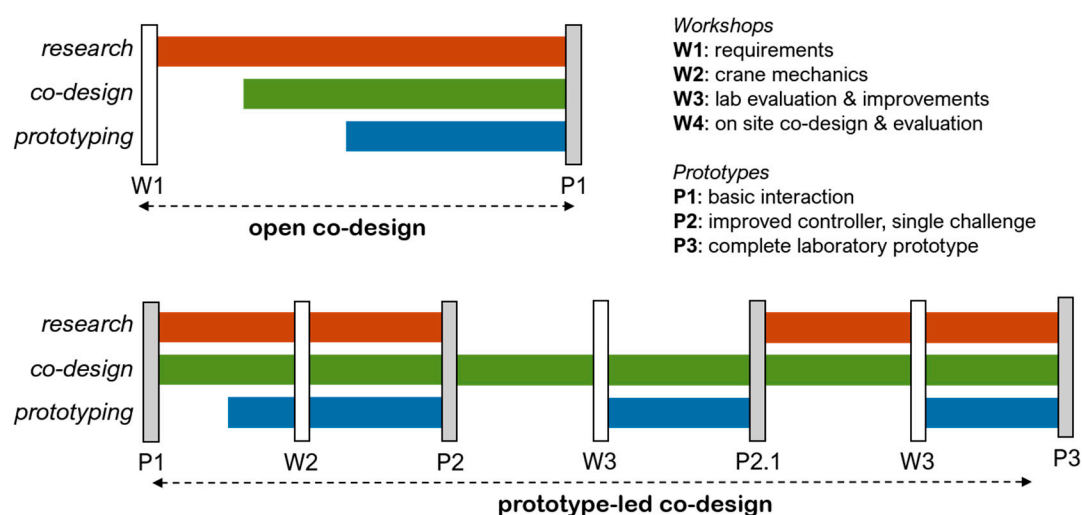 research
co-design
prototyping
W1
P1
open co-design
Workshops
W1: requirements
W2: crane mechanics
W3: lab evaluation & improvements
W4: on site co-design & evaluation
Prototypes
P1: basic interaction
P2: improved controller, single challenge
P3: complete laboratory prototype
research
co-design
prototyping
P1
W2
P2
W3
P2.1
W3
P3
prototype-led co-design